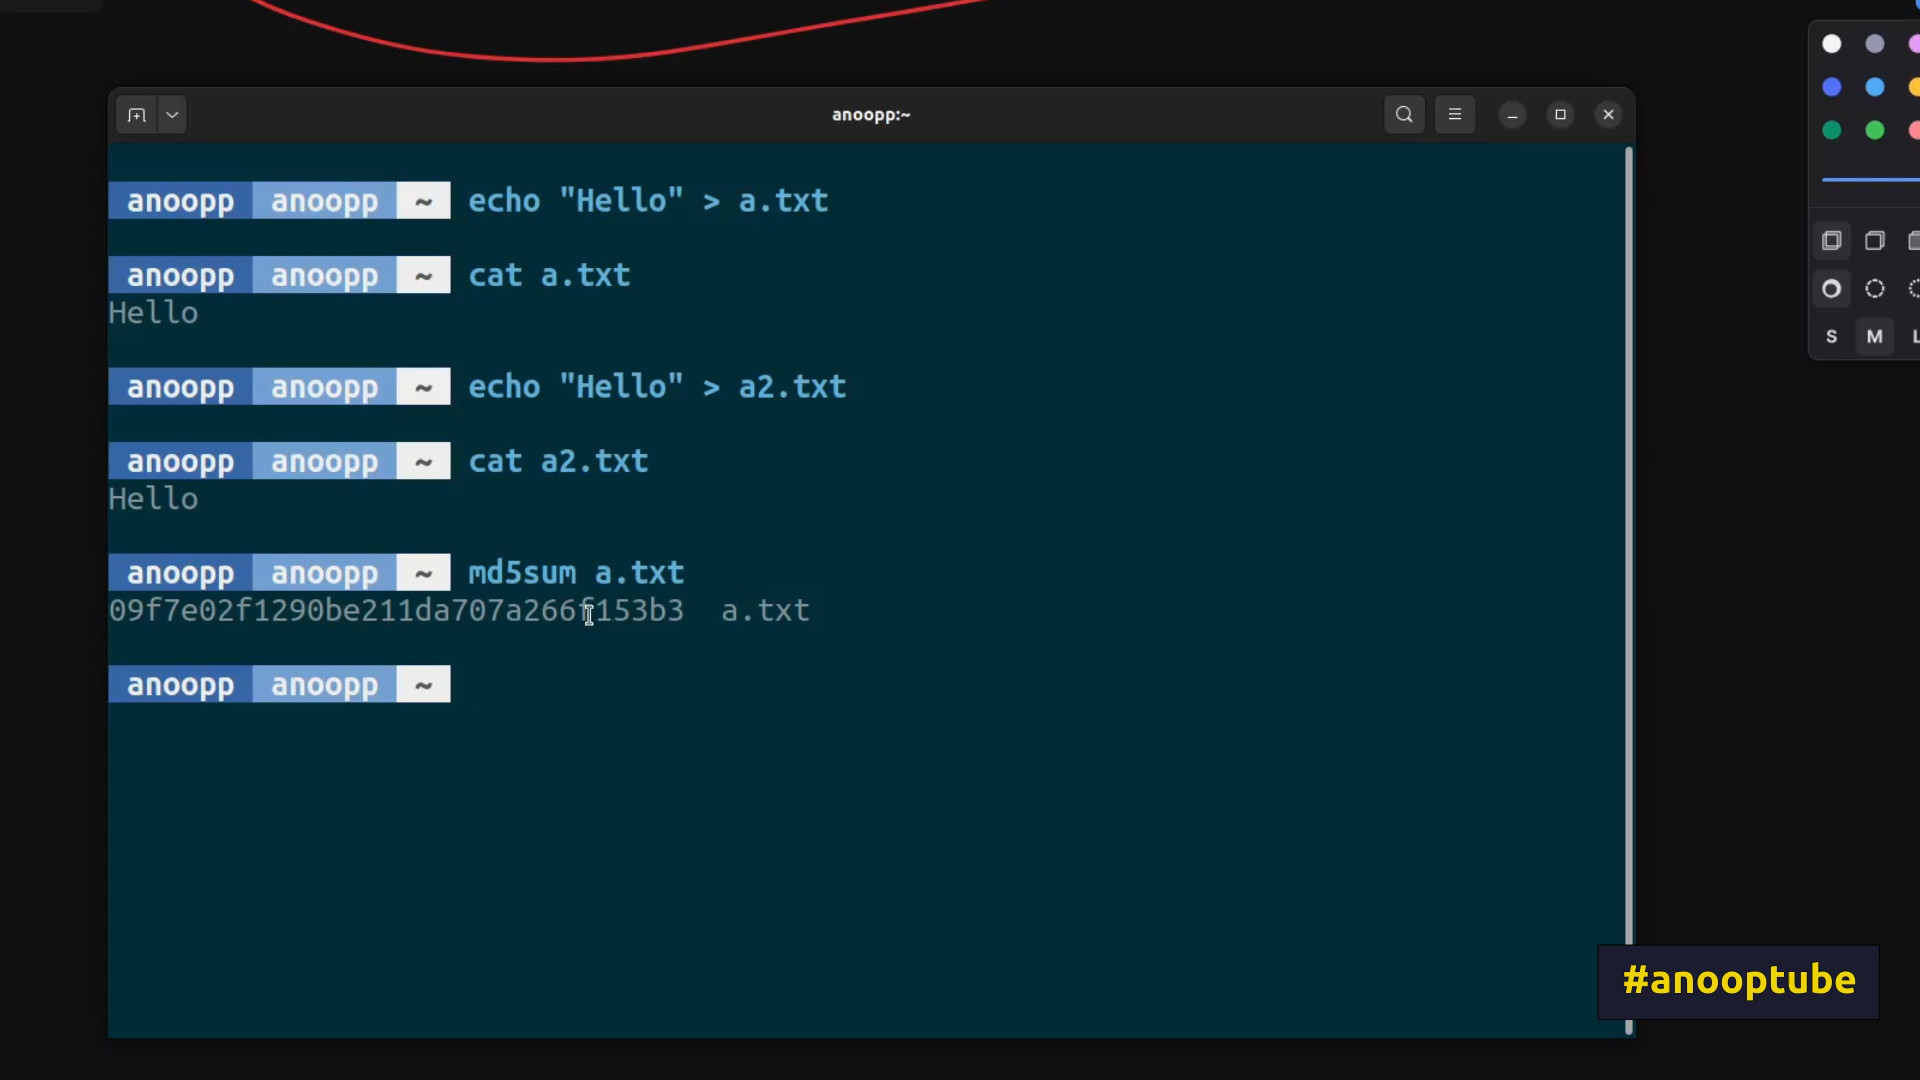 anoopp:~
anoopp anoopp ~ echo "Hello" > a.txt
anoopp anoopp ~ cat a.txt
Hello
anoopp anoopp ~ echo "Hello" > a2.txt
anoopp anoopp ~ cat a2.txt
Hello
anoopp anoopp ~ md5sum a.txt
09f7e02f1290be211da707a266f153b3  a.txt
anoopp anoopp ~
S M L
#anooptube